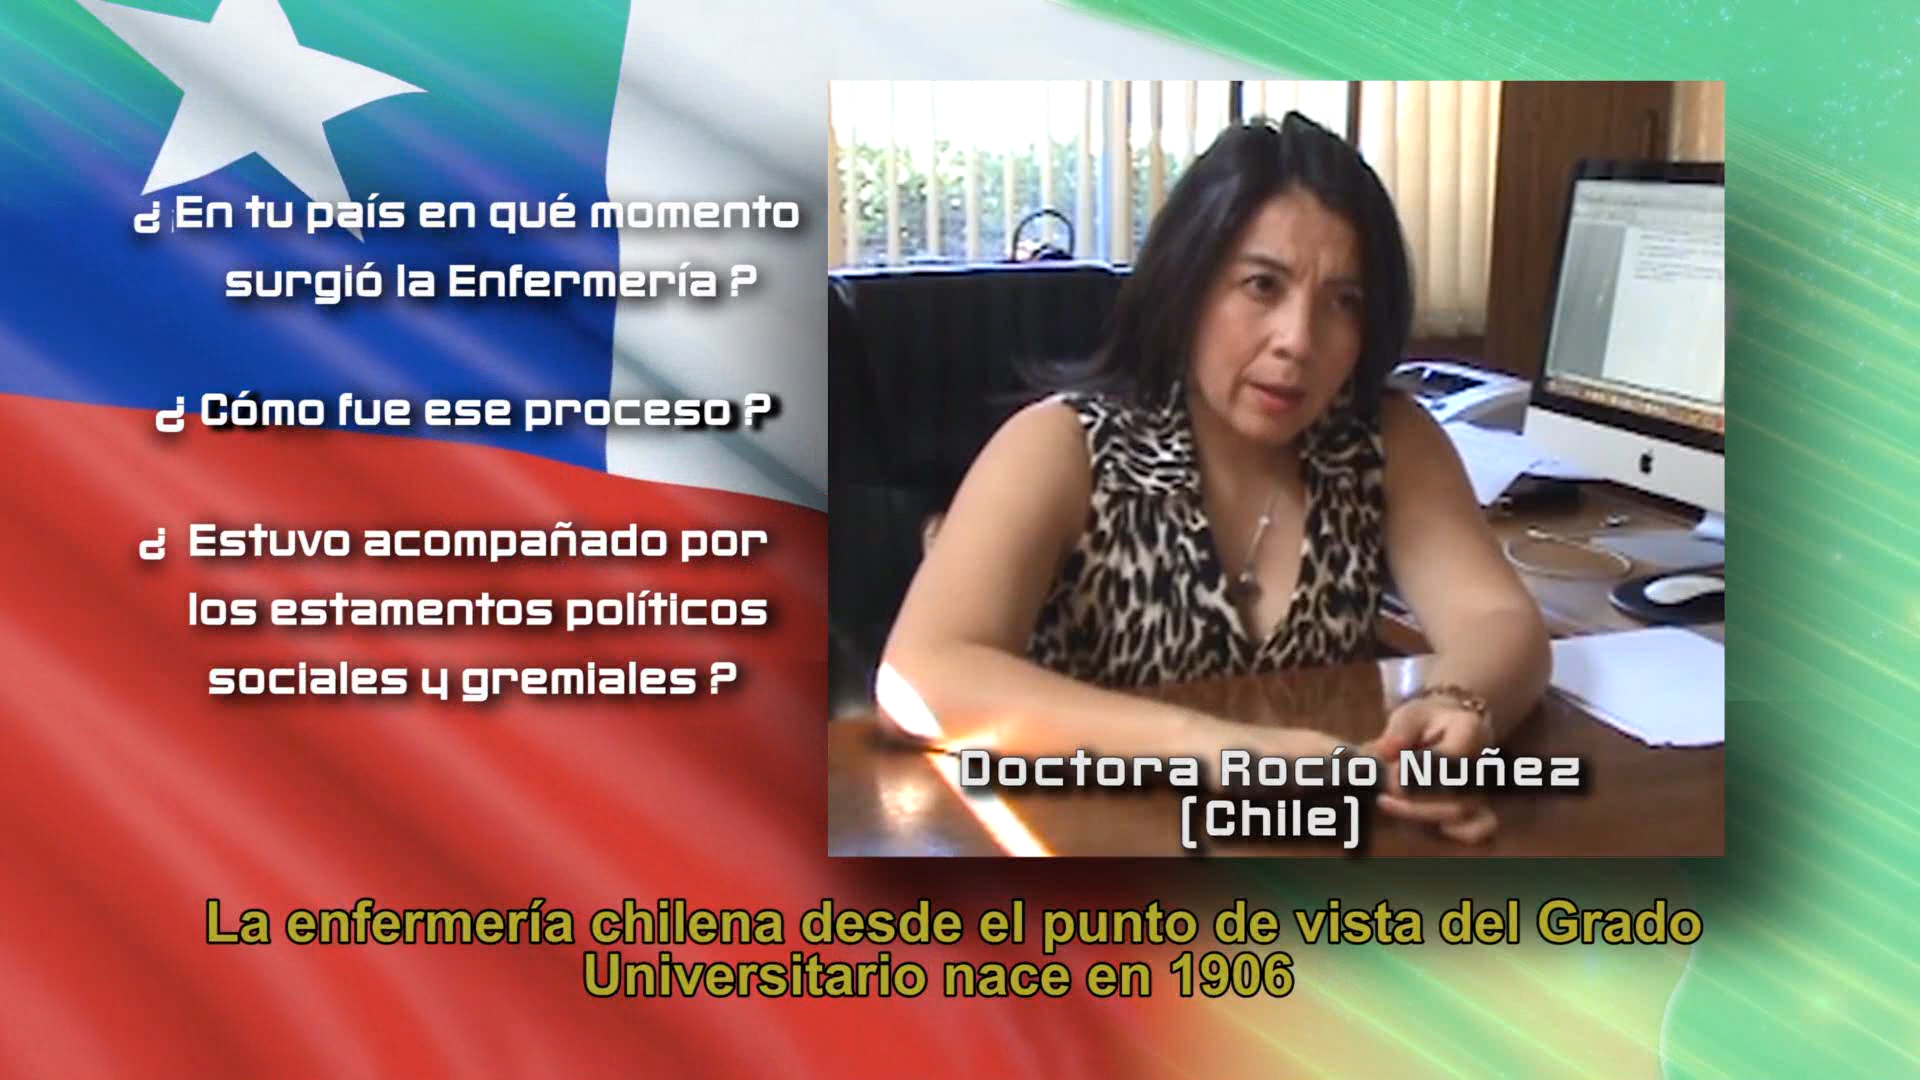 ¿ ¡En tu país en qué momento
surgió la Enfermería ?
¿ Cómo fue ese proceso ?
¿ Estuvo acompañado por
los estamentos políticos
sociales y gremiales ?
Doctora Rocío Nuñez
(Chile)
La enfermería chilena desde el punto de vista del Grado
Universitario nace en 1906